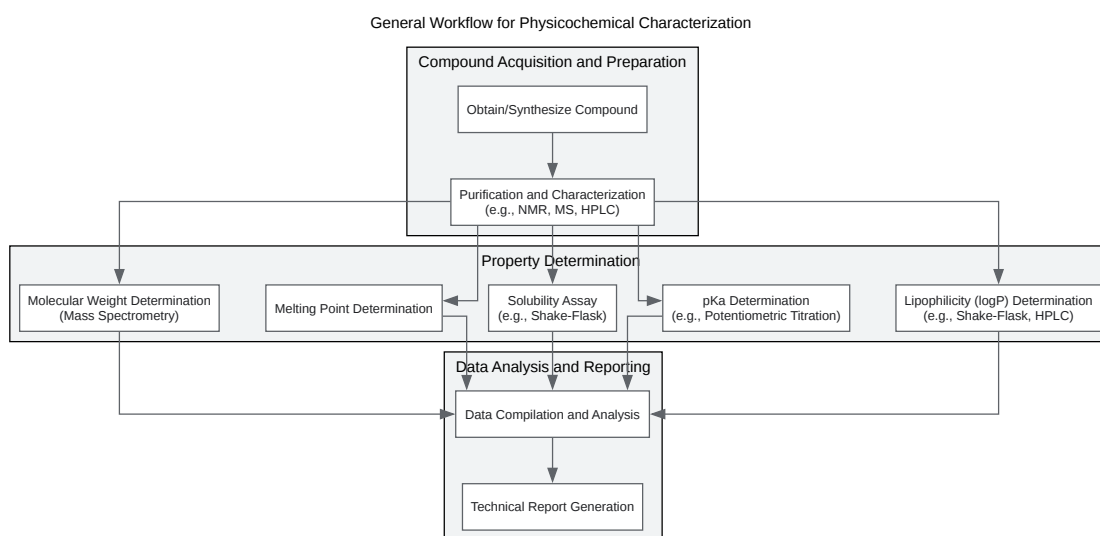 General Workflow for Physicochemical Characterization
Compound Acquisition and Preparation
Obtain/Synthesize Compound
Purification and Characterization
(e.g., NMR, MS, HPLC)
Property Determination
Molecular Weight Determination
(Mass Spectrometry)
Melting Point Determination
Solubility Assay
(e.g., Shake-Flask)
pKa Determination
(e.g., Potentiometric Titration)
Lipophilicity (logP) Determination
(e.g., Shake-Flask, HPLC)
Data Analysis and Reporting
Data Compilation and Analysis
Technical Report Generation